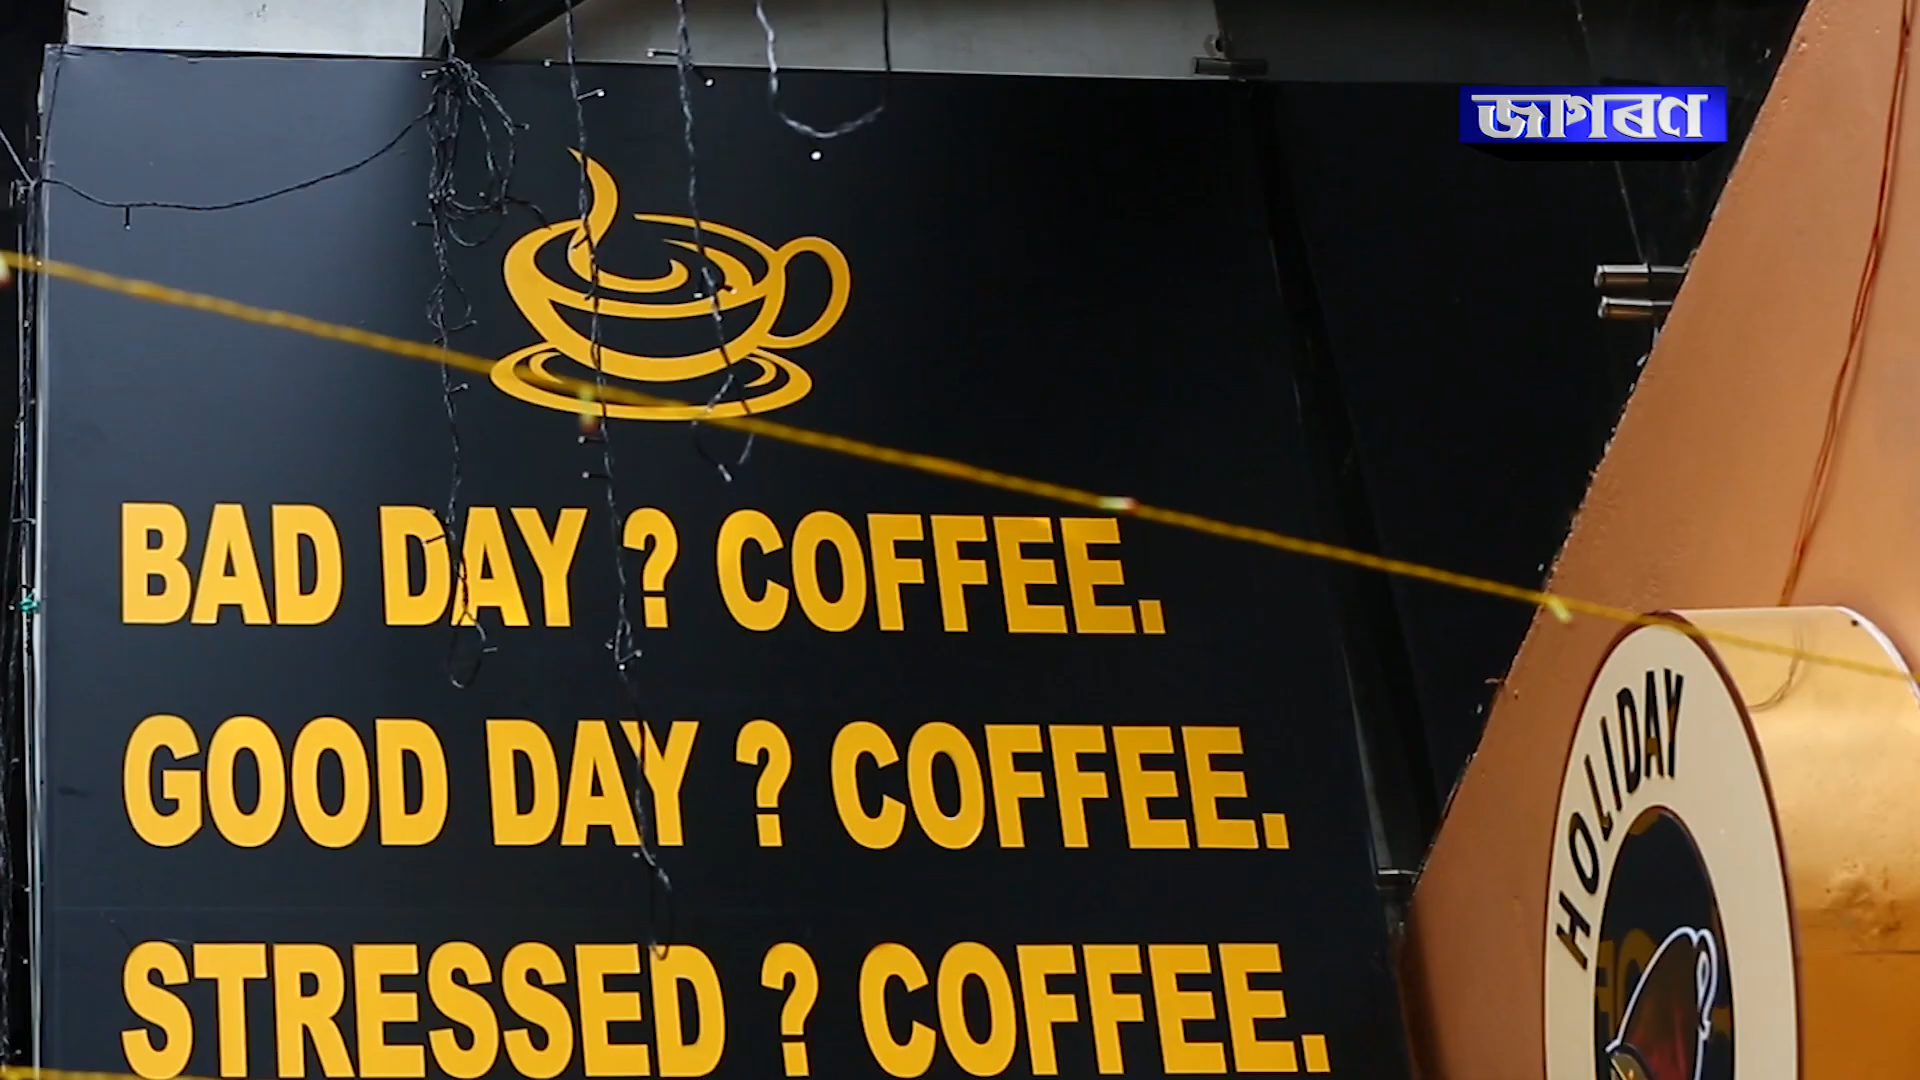 জাগৰণ
BAD DAY ? COFFEE.
GOOD DAY ? COFFEE.
STRESSED ? COFFEE.
HOLIDAY